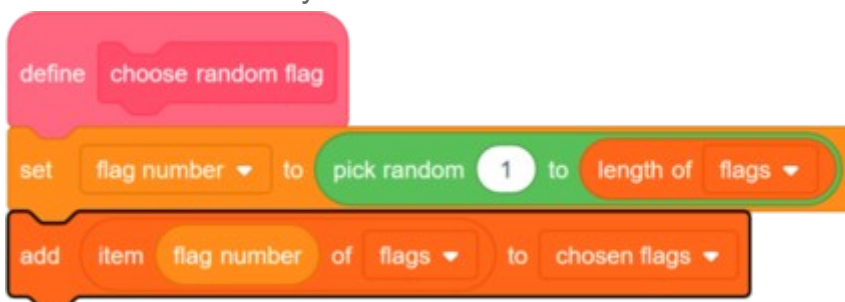 define choose random flag
set flag number to pick random 1 to length of flags
add item flag number of flags to chosen flags